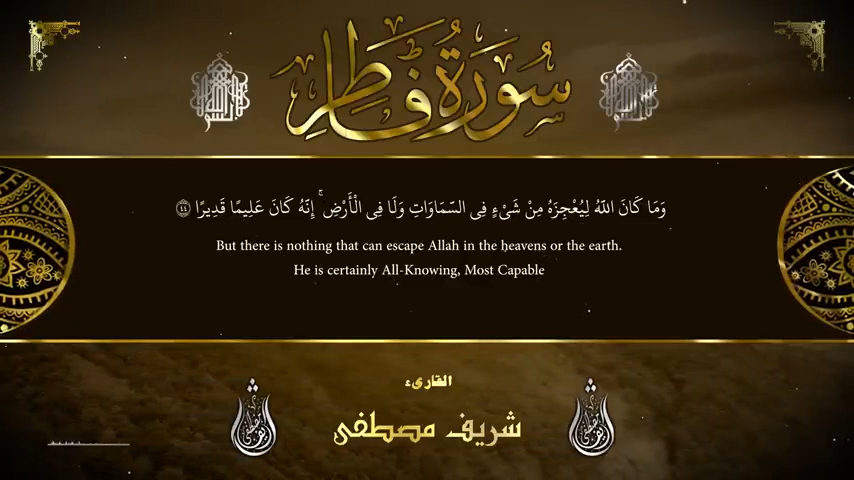 سُورَةُ فَاطِرٍ
وَمَا كَانَ اللَّهُ لِيُعْجِزَهُ مِنْ شَيْءٍ فِي السَّمَاوَاتِ وَلَا فِي الْأَرْضِ ۚ إِنَّهُ كَانَ عَلِيمًا قَدِيرًا ۝٤٤
But there is nothing that can escape Allah in the heavens or the earth.
He is certainly All-Knowing, Most Capable
القارىء
شريف مصطفى